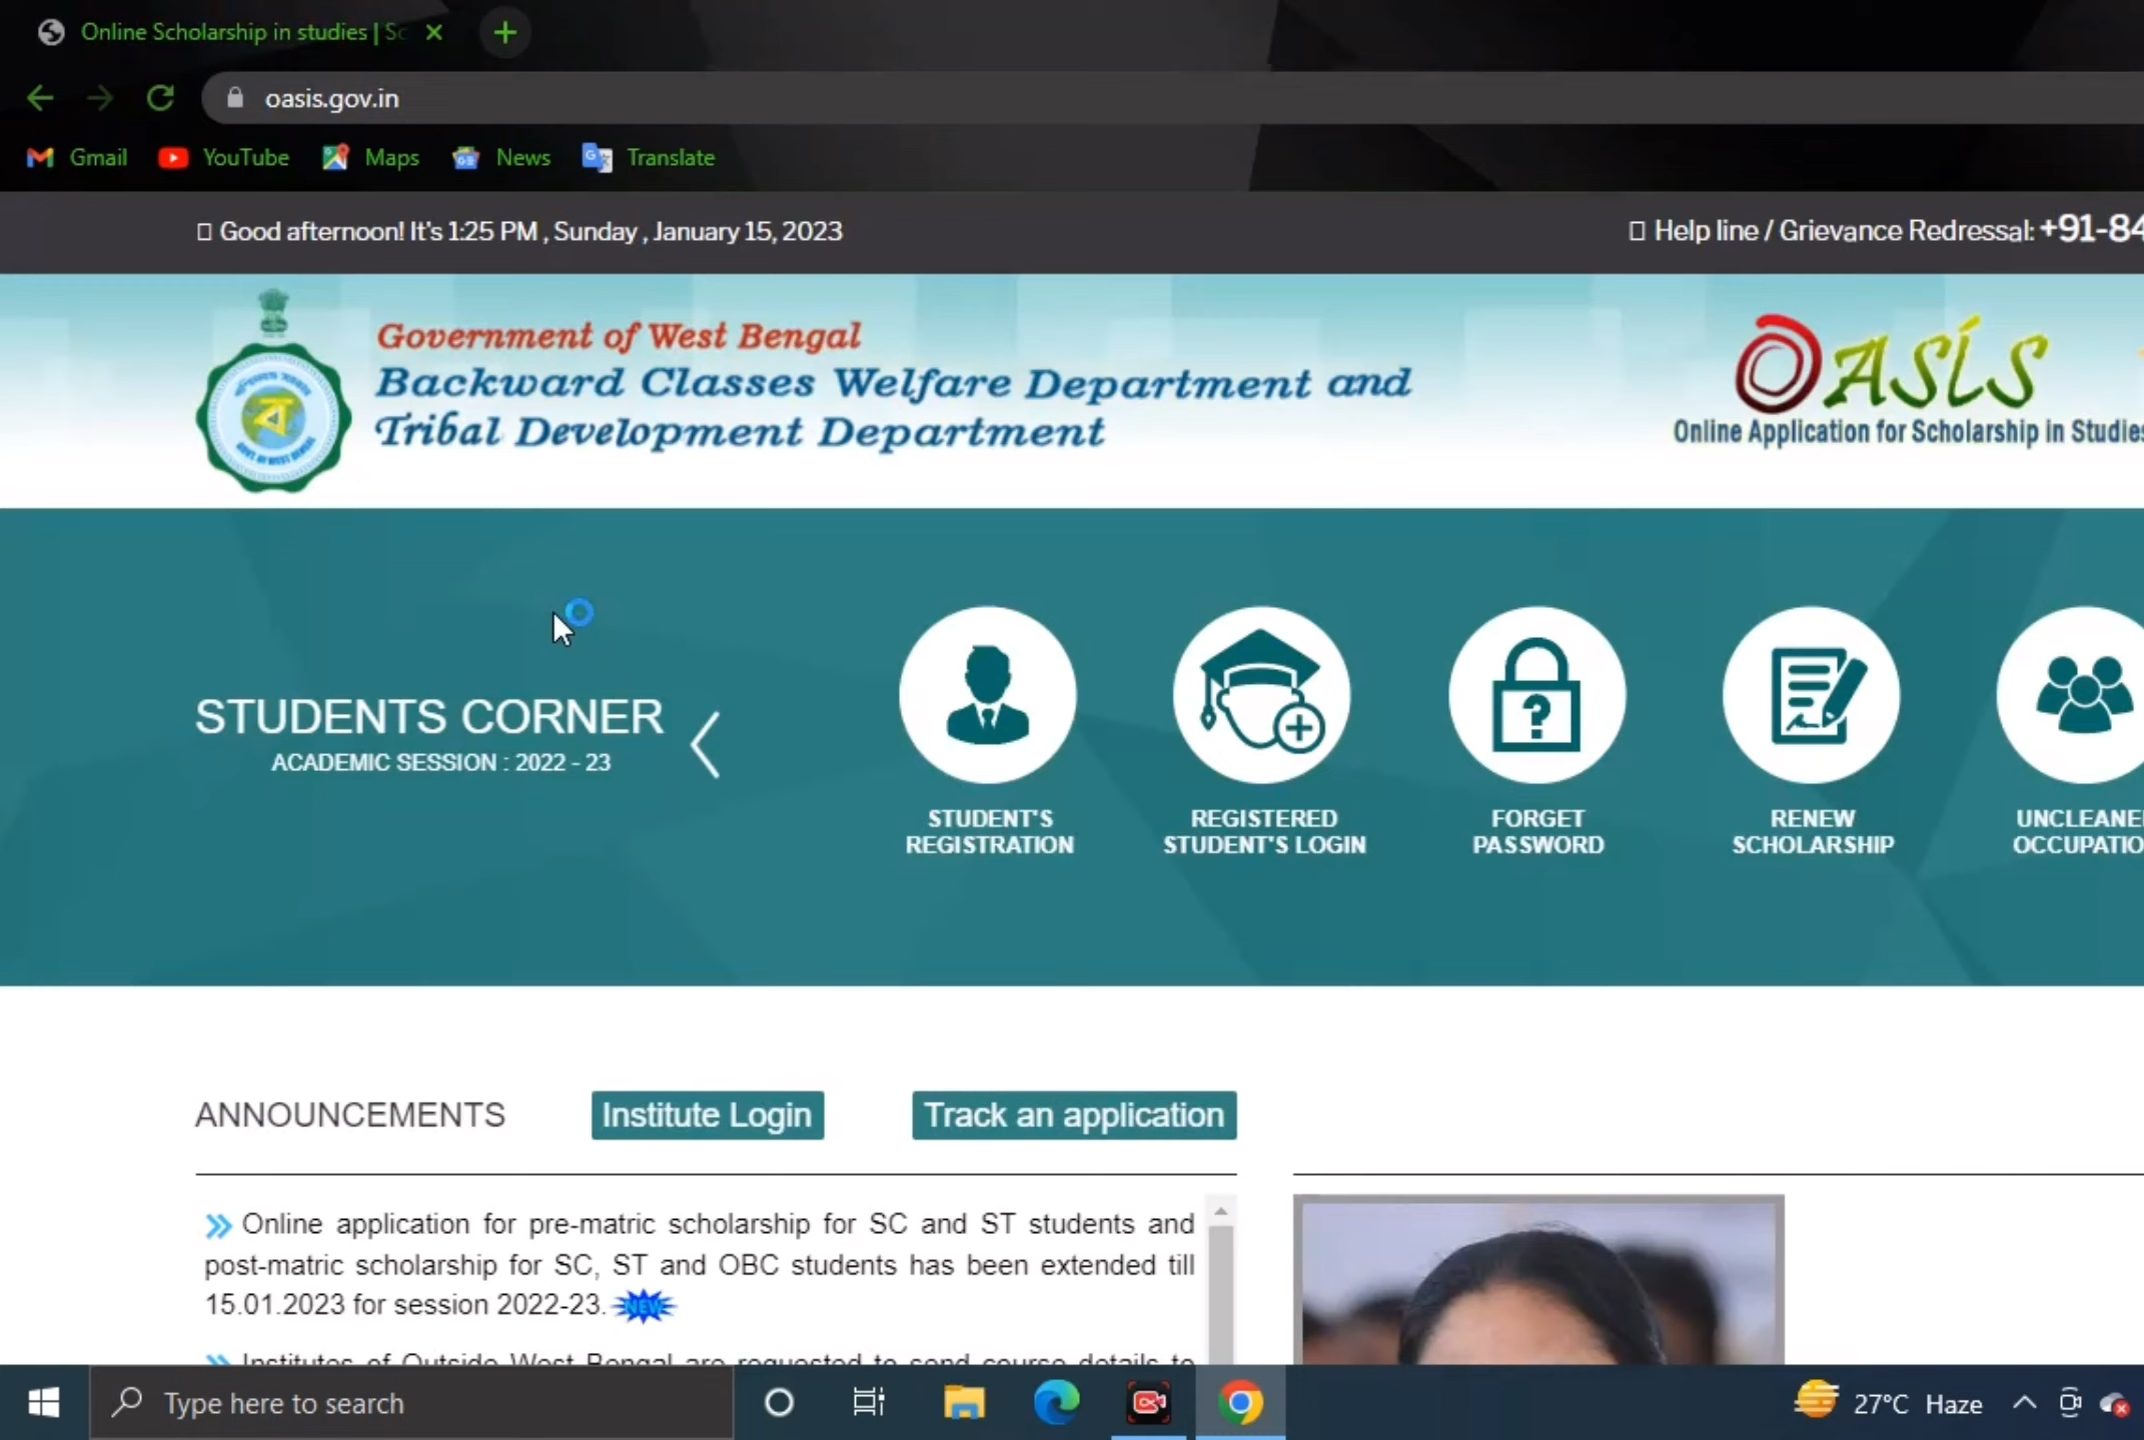 Online Scholarship in studies | Sc
oasis.gov.in
Gmail YouTube Maps News Translate
Good afternoon! It's 1:25 PM , Sunday , January 15, 2023
Help line / Grievance Redressal: +91-84
Government of West Bengal
Backward Classes Welfare Department and
Tribal Development Department
OASIS
Online Application for Scholarship in Studies
STUDENTS CORNER
ACADEMIC SESSION : 2022 - 23
STUDENT'S
REGISTRATION
REGISTERED
STUDENT'S LOGIN
FORGET
PASSWORD
RENEW
SCHOLARSHIP
UNCLEANE
OCCUPATIO
ANNOUNCEMENTS Institute Login Track an application
Online application for pre-matric scholarship for SC and ST students and
post-matric scholarship for SC, ST and OBC students has been extended till
15.01.2023 for session 2022-23. NEW
Institutes of Outside West Bengal are requested to send course details to
Type here to search
27°C Haze